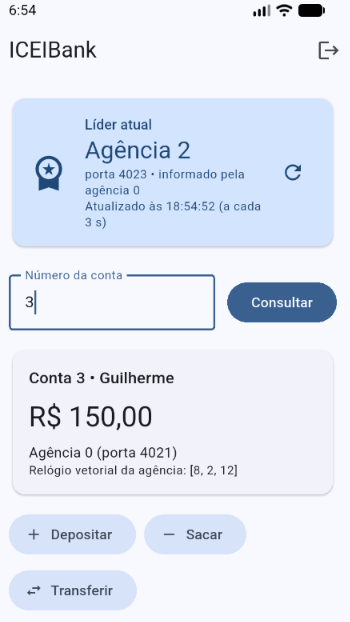 6:54
ICEIBank
Líder atual
Agência 2
porta 4023 • informado pela
agência 0
Atualizado às 18:54:52 (a cada
3 s)
Número da conta
3
Consultar
Conta 3 • Guilherme
R$ 150,00
Agência 0 (porta 4021)
Relógio vetorial da agência: [8, 2, 12]
Depositar
Sacar
Transferir